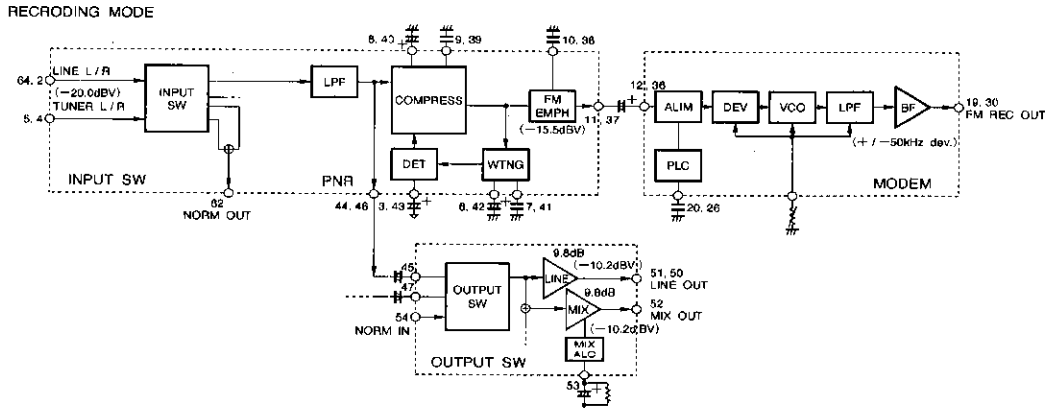 RECRODING MODE
6, 40
9, 39
10, 38
64, 2
LINE L/R
(−20.0dBV)
TUNER L/R
5, 4
INPUT
SW
LPF
COMPRESS
FM
EMPH
(−15.5dBV)
11, 37
12, 36
ALIM
DEV
VCO
LPF
BF
19, 30
FM REC OUT
(+/−50kHz dev.)
DET
WTNG
PLC
INPUT SW
PNR
MODEM
62
NORM OUT
44, 46
3, 43
8, 42
7, 41
20, 26
45
47
54
NORM IN
OUTPUT
SW
9.8dB
(−10.2dBV)
LINE
51, 50
LINE OUT
9.8dB
MIX
52
MIX OUT
(−10.2dBV)
MIX
ALC
OUTPUT SW
53